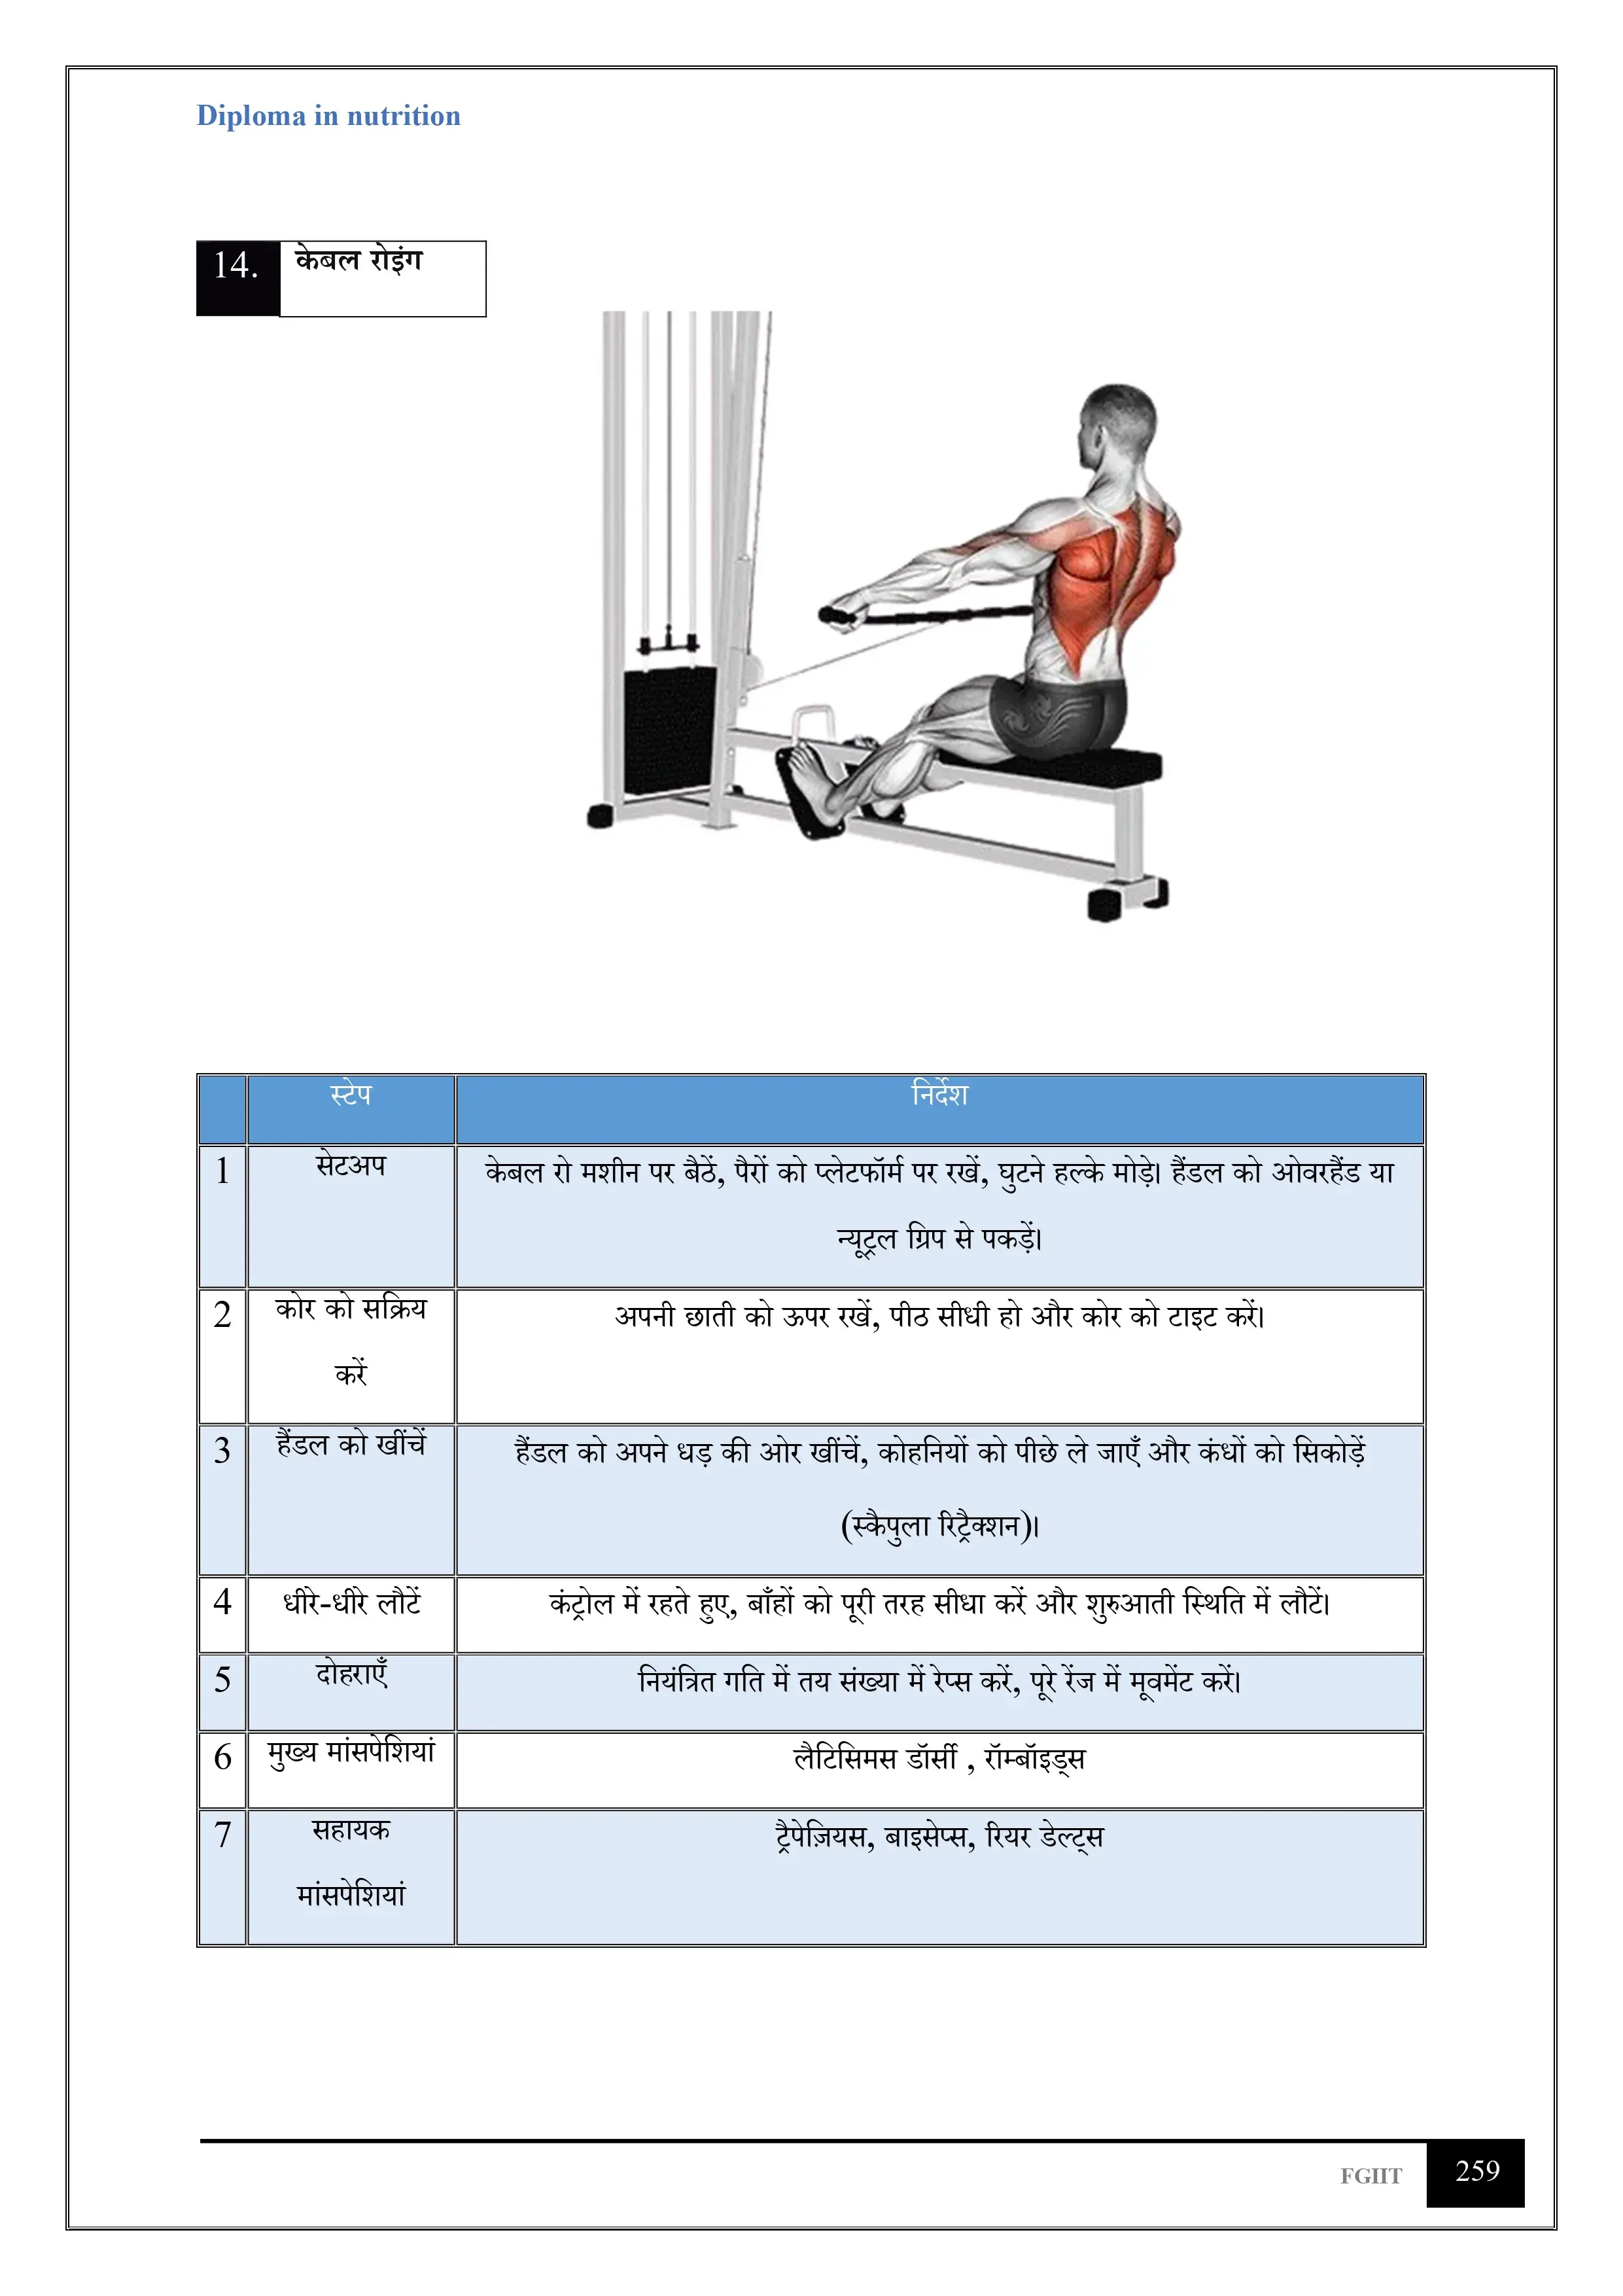 Diploma in nutrition
14. केबल रोइंग
स्टेप निर्देश
1 सेटअप केबल रो मशीन पर बैठें, पैरों को प्लेटफॉर्म पर रखें, घुटने हल्के मोड़े। हैंडल को ओवरहैंड या
न्यूट्रल ग्रिप से पकड़ें।
2 कोर को सक्रिय अपनी छाती को ऊपर रखें, पीठ सीधी हो और कोर को टाइट करें।
करें
3 हैंडल को खींचें हैंडल को अपने धड़ की ओर खींचें, कोहनियों को पीछे ले जाएँ और कंधों को सिकोड़ें
(स्कैपुला रिट्रैक्शन)।
4 धीरे-धीरे लौटें कंट्रोल में रहते हुए, बाँहों को पूरी तरह सीधा करें और शुरुआती स्थिति में लौटें।
5 दोहराएँ नियंत्रित गति में तय संख्या में रेप्स करें, पूरे रेंज में मूवमेंट करें।
6 मुख्य मांसपेशियां लैटिसिमस डॉर्सी , रॉम्बॉइड्स
7 सहायक ट्रैपेज़ियस, बाइसेप्स, रियर डेल्ट्स
मांसपेशियां
FGIIT 259